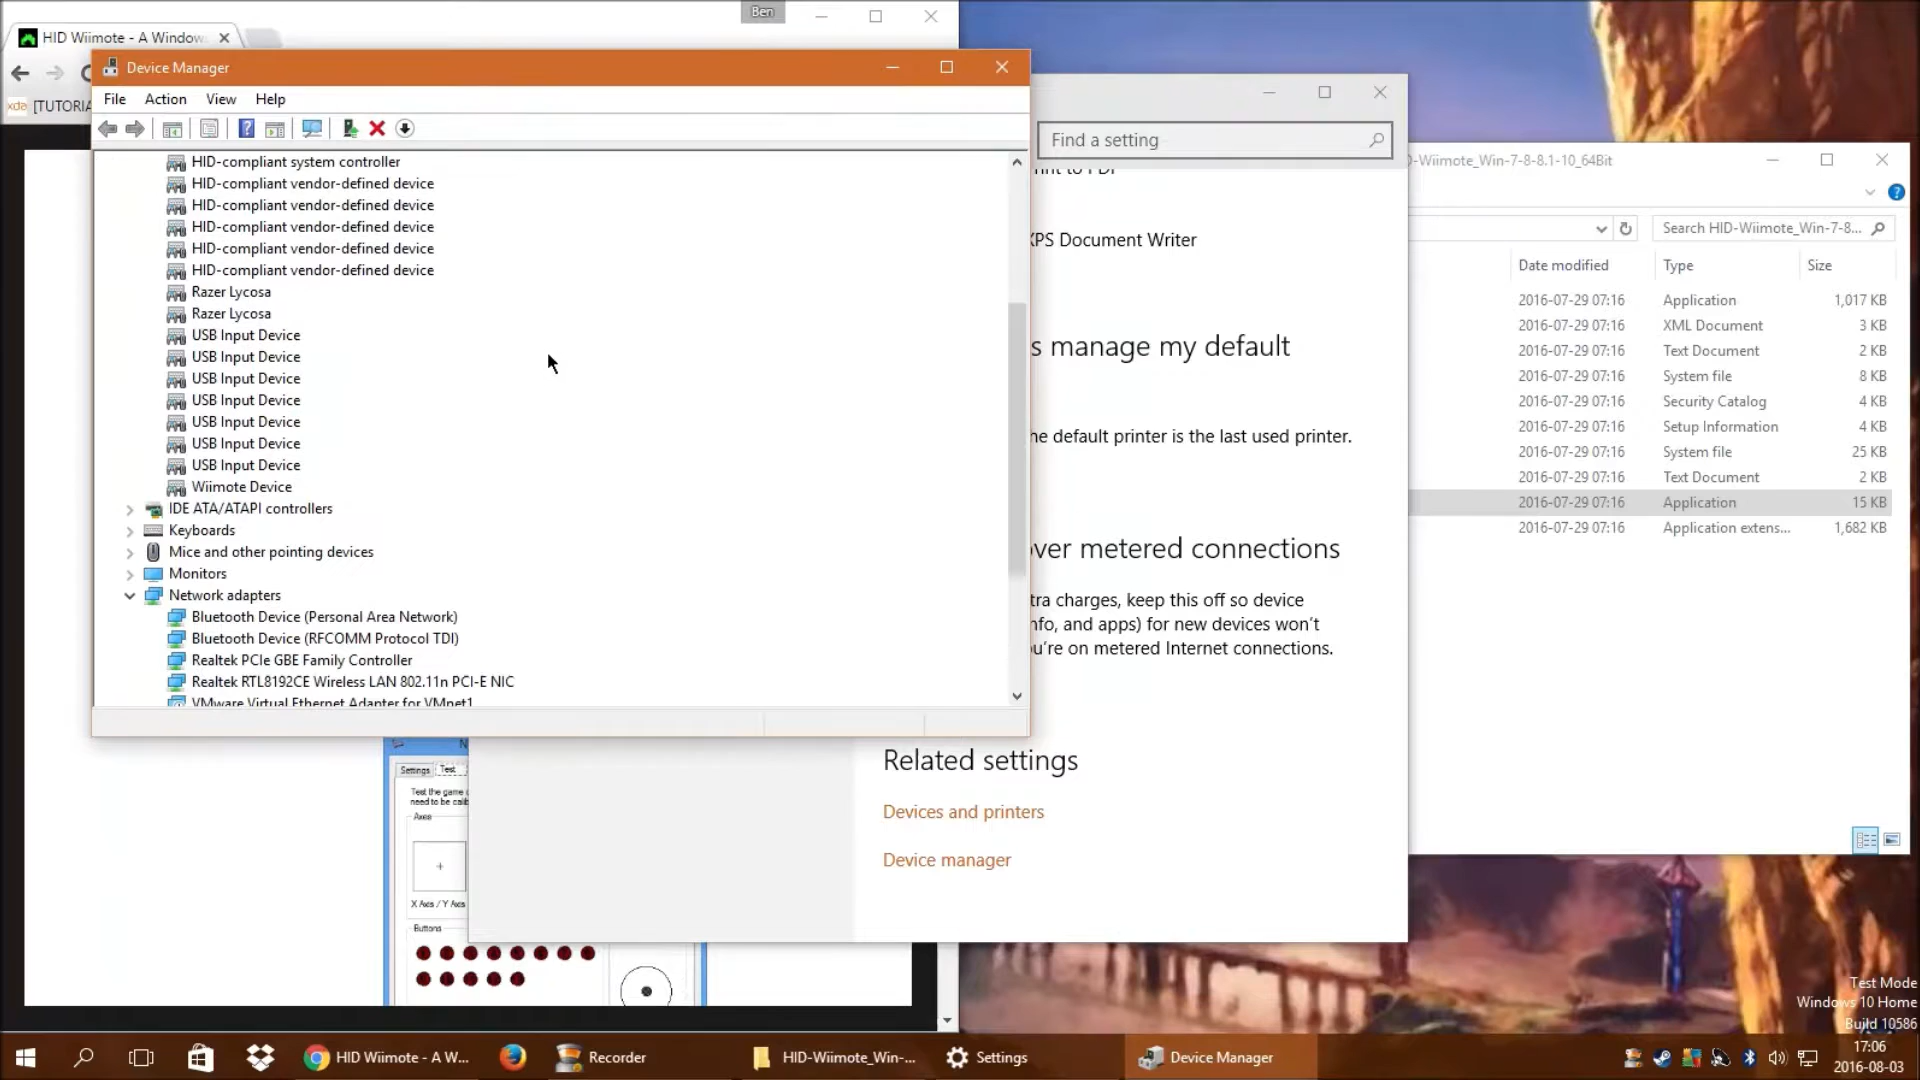 Ben
HID Wiimote - A Window
[TUTORIA
xda
Device Manager
File Action View Help
HID-compliant system controller
HID-compliant vendor-defined device
HID-compliant vendor-defined device
HID-compliant vendor-defined device
HID-compliant vendor-defined device
HID-compliant vendor-defined device
Razer Lycosa
Razer Lycosa
USB Input Device
USB Input Device
USB Input Device
USB Input Device
USB Input Device
USB Input Device
USB Input Device
Wiimote Device
IDE ATA/ATAPI controllers
Keyboards
Mice and other pointing devices
Monitors
Network adapters
Bluetooth Device (Personal Area Network)
Bluetooth Device (RFCOMM Protocol TDI)
Realtek PCIe GBE Family Controller
Realtek RTL8192CE Wireless LAN 802.11n PCI-E NIC
VMware Virtual Ethernet Adapter for VMnet1
Find a setting
XPS Document Writer
s manage my default
he default printer is the last used printer.
ver metered connections
tra charges, keep this off so device
nfo, and apps) for new devices won't
u're on metered Internet connections.
Related settings
Devices and printers
Device manager
D-Wiimote_Win-7-8-8.1-10_64Bit
Search HID-Wiimote_Win-7-8...
Date modified Type Size
2016-07-29 07:16 Application 1,017 KB
2016-07-29 07:16 XML Document 3 KB
2016-07-29 07:16 Text Document 2 KB
2016-07-29 07:16 System file 8 KB
2016-07-29 07:16 Security Catalog 4 KB
2016-07-29 07:16 Setup Information 4 KB
2016-07-29 07:16 System file 25 KB
2016-07-29 07:16 Text Document 2 KB
2016-07-29 07:16 Application 15 KB
2016-07-29 07:16 Application extens... 1,682 KB
Settings Test
Test the game
need to be calib
Axes
X Axis / Y Axis
Buttons
Test Mode
Windows 10 Home
Build 10586
HID Wiimote - A W...
Recorder
HID-Wiimote_Win-...
Settings
Device Manager
17:06
2016-08-03